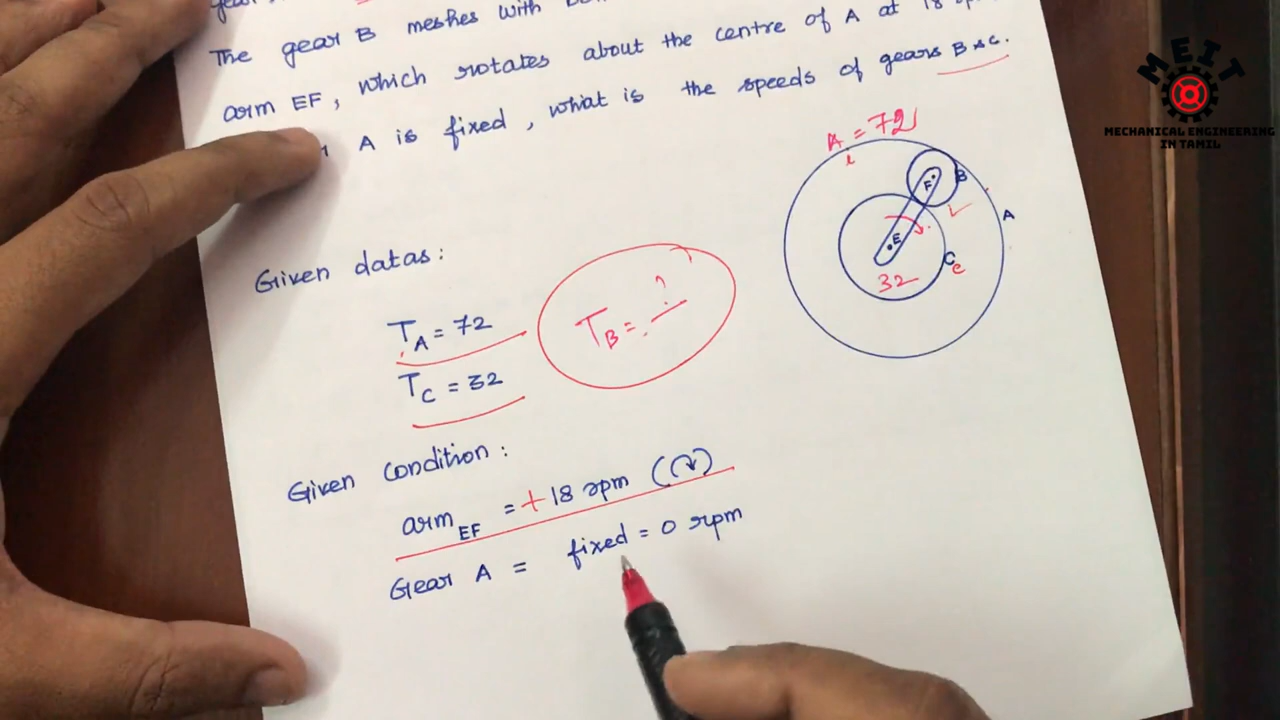 The gear B meshes with
arm EF, which rotates about the centre of A at 18
A is fixed, what is the speeds of gears B & C.
MEIT
MECHANICAL ENGINEERING
IN TAMIL
A = 72
F
B
A
E
C
32
Given datas:
TA = 72
TB = ?
TC = 32
Given condition:
arm EF = +18 rpm (↷)
Gear A = fixed = 0 rpm